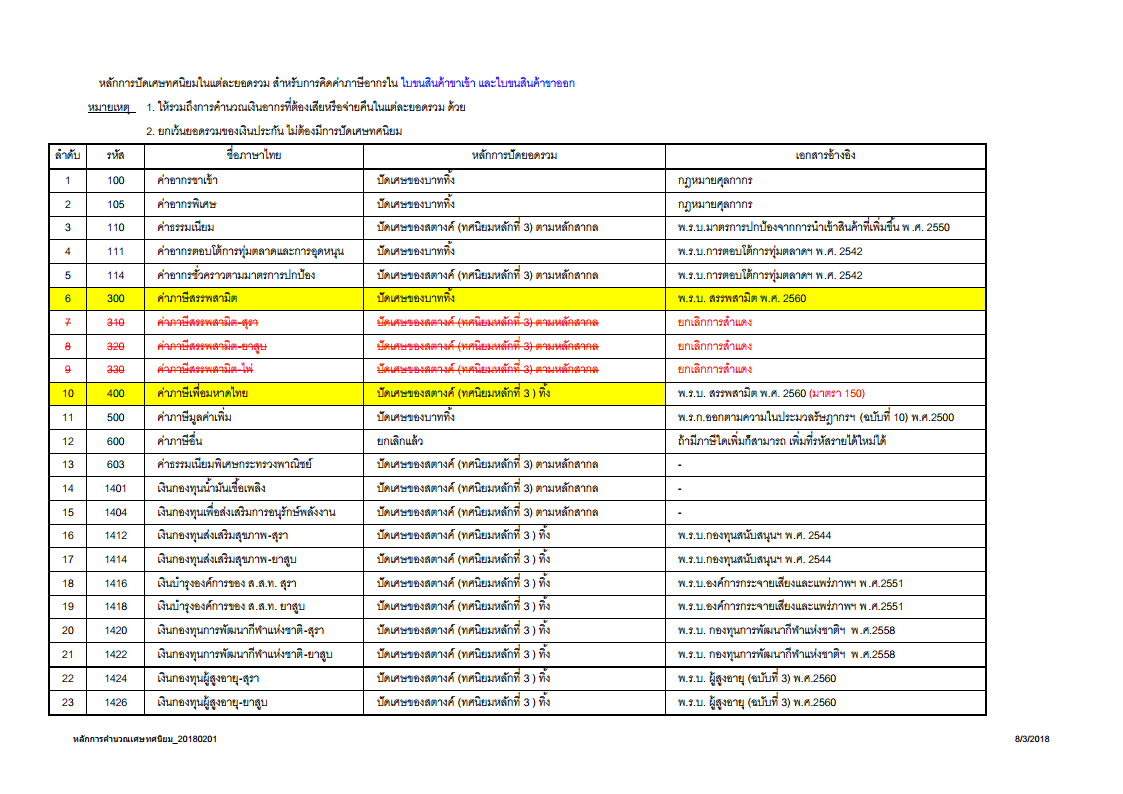 หลักการปัดเศษทศนิยมในแต่ละยอดรวม สำหรับการคิดค่าภาษีอากรใน ใบขนสินค้าขาเข้า และใบขนสินค้าขาออก
หมายเหตุ 1. ให้รวมถึงการคำนวณเงินอากรที่ต้องเสียหรือจ่ายคืนในแต่ละยอดรวม ด้วย
2. ยกเว้นยอดรวมของเงินประกัน ไม่ต้องมีการปัดเศษทศนิยม
ลำดับ รหัส ชื่อภาษาไทย หลักการปัดยอดรวม เอกสารอ้างอิง
1 100 ค่าอากรขาเข้า ปัดเศษของบาททิ้ง กฎหมายศุลกากร
2 105 ค่าอากรพิเศษ ปัดเศษของบาททิ้ง กฎหมายศุลกากร
3 110 ค่าธรรมเนียม ปัดเศษของสตางค์ (ทศนิยมหลักที่ 3) ตามหลักสากล พ.ร.บ.มาตรการปกป้องจากการนำเข้าสินค้าที่เพิ่มขึ้น พ.ศ. 2550
4 111 ค่าอากรตอบโต้การทุ่มตลาดและการอุดหนุน ปัดเศษของบาททิ้ง พ.ร.บ.การตอบโต้การทุ่มตลาดฯ พ.ศ. 2542
5 114 ค่าอากรชั่วคราวตามมาตรการปกป้อง ปัดเศษของสตางค์ (ทศนิยมหลักที่ 3) ตามหลักสากล พ.ร.บ.การตอบโต้การทุ่มตลาดฯ พ.ศ. 2542
6 300 ค่าภาษีสรรพสามิต ปัดเศษของบาททิ้ง พ.ร.บ. สรรพสามิต พ.ศ. 2560
7 310 ค่าภาษีสรรพสามิต-สุรา ปัดเศษของสตางค์ (ทศนิยมหลักที่ 3) ตามหลักสากล ยกเลิกการสำแดง
8 320 ค่าภาษีสรรพสามิต-ยาสูบ ปัดเศษของสตางค์ (ทศนิยมหลักที่ 3) ตามหลักสากล ยกเลิกการสำแดง
9 330 ค่าภาษีสรรพสามิต-ไพ่ ปัดเศษของสตางค์ (ทศนิยมหลักที่ 3) ตามหลักสากล ยกเลิกการสำแดง
10 400 ค่าภาษีเพื่อมหาดไทย ปัดเศษของสตางค์ (ทศนิยมหลักที่ 3 ) ทิ้ง พ.ร.บ. สรรพสามิต พ.ศ. 2560 (มาตรา 150)
11 500 ค่าภาษีมูลค่าเพิ่ม ปัดเศษของบาททิ้ง พ.ร.ก.ออกตามความในประมวลรัษฎากรฯ (ฉบับที่ 10) พ.ศ.2500
12 600 ค่าภาษีอื่น ยกเลิกแล้ว ถ้ามีภาษีใดเพิ่มก็สามารถ เพิ่มที่รหัสรายได้ใหม่ได้
13 603 ค่าธรรมเนียมพิเศษกระทรวงพาณิชย์ ปัดเศษของสตางค์ (ทศนิยมหลักที่ 3) ตามหลักสากล -
14 1401 เงินกองทุนน้ำมันเชื้อเพลิง ปัดเศษของสตางค์ (ทศนิยมหลักที่ 3) ตามหลักสากล -
15 1404 เงินกองทุนเพื่อส่งเสริมการอนุรักษ์พลังงาน ปัดเศษของสตางค์ (ทศนิยมหลักที่ 3) ตามหลักสากล -
16 1412 เงินกองทุนส่งเสริมสุขภาพ-สุรา ปัดเศษของสตางค์ (ทศนิยมหลักที่ 3 ) ทิ้ง พ.ร.บ.กองทุนสนับสนุนฯ พ.ศ. 2544
17 1414 เงินกองทุนส่งเสริมสุขภาพ-ยาสูบ ปัดเศษของสตางค์ (ทศนิยมหลักที่ 3 ) ทิ้ง พ.ร.บ.กองทุนสนับสนุนฯ พ.ศ. 2544
18 1416 เงินบำรุงองค์การของ ส.ส.ท. สุรา ปัดเศษของสตางค์ (ทศนิยมหลักที่ 3 ) ทิ้ง พ.ร.บ.องค์การกระจายเสียงและแพร่ภาพฯ พ.ศ.2551
19 1418 เงินบำรุงองค์การของ ส.ส.ท. ยาสูบ ปัดเศษของสตางค์ (ทศนิยมหลักที่ 3 ) ทิ้ง พ.ร.บ.องค์การกระจายเสียงและแพร่ภาพฯ พ.ศ.2551
20 1420 เงินกองทุนการพัฒนากีฬาแห่งชาติ-สุรา ปัดเศษของสตางค์ (ทศนิยมหลักที่ 3 ) ทิ้ง พ.ร.บ. กองทุนการพัฒนากีฬาแห่งชาติฯ พ.ศ.2558
21 1422 เงินกองทุนการพัฒนากีฬาแห่งชาติ-ยาสูบ ปัดเศษของสตางค์ (ทศนิยมหลักที่ 3 ) ทิ้ง พ.ร.บ. กองทุนการพัฒนากีฬาแห่งชาติฯ พ.ศ.2558
22 1424 เงินกองทุนผู้สูงอายุ-สุรา ปัดเศษของสตางค์ (ทศนิยมหลักที่ 3 ) ทิ้ง พ.ร.บ. ผู้สูงอายุ (ฉบับที่ 3) พ.ศ.2560
23 1426 เงินกองทุนผู้สูงอายุ-ยาสูบ ปัดเศษของสตางค์ (ทศนิยมหลักที่ 3 ) ทิ้ง พ.ร.บ. ผู้สูงอายุ (ฉบับที่ 3) พ.ศ.2560
หลักการคำนวณเศษทศนิยม_20180201 8/3/2018